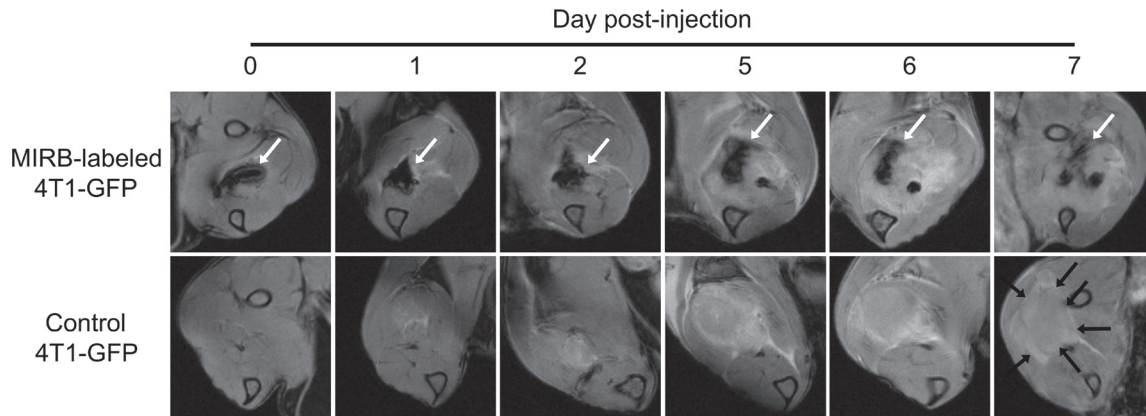 Day post-injection
0 1 2 5 6 7
MIRB-labeled
4T1-GFP
Control
4T1-GFP